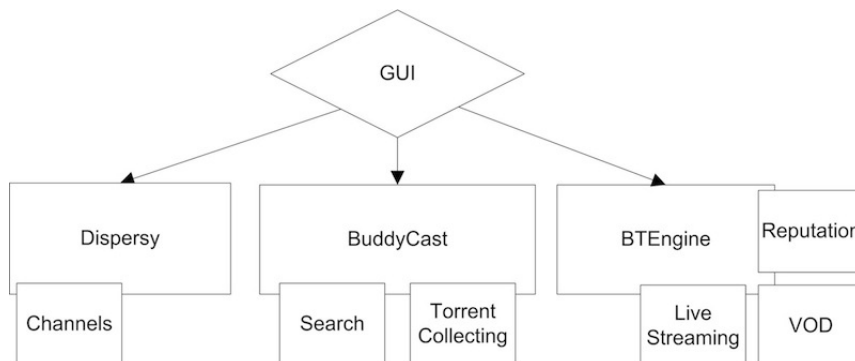 GUI
Dispersy
BuddyCast
BTEngine
Reputation
Channels
Search
Torrent
Collecting
Live
Streaming
VOD